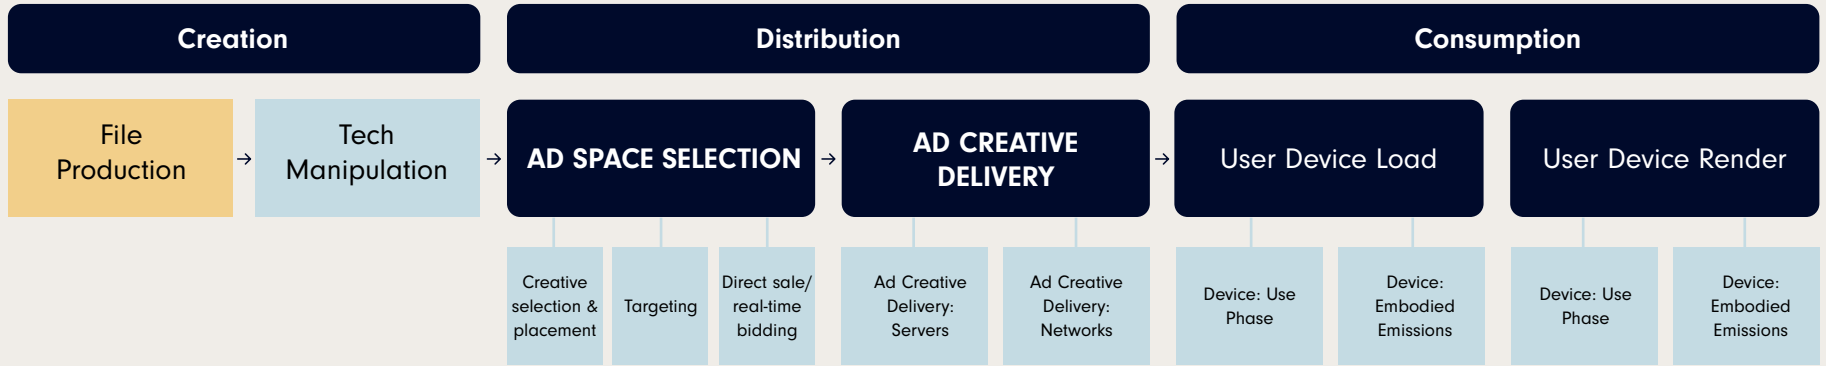 Creation
Distribution
Consumption
File
Production
Tech
Manipulation
AD SPACE SELECTION
AD CREATIVE
DELIVERY
User Device Load
User Device Render
Creative
selection &
placement
Targeting
Direct sale/
real-time
bidding
Ad Creative
Delivery:
Servers
Ad Creative
Delivery:
Networks
Device: Use
Phase
Device:
Embodied
Emissions
Device: Use
Phase
Device:
Embodied
Emissions